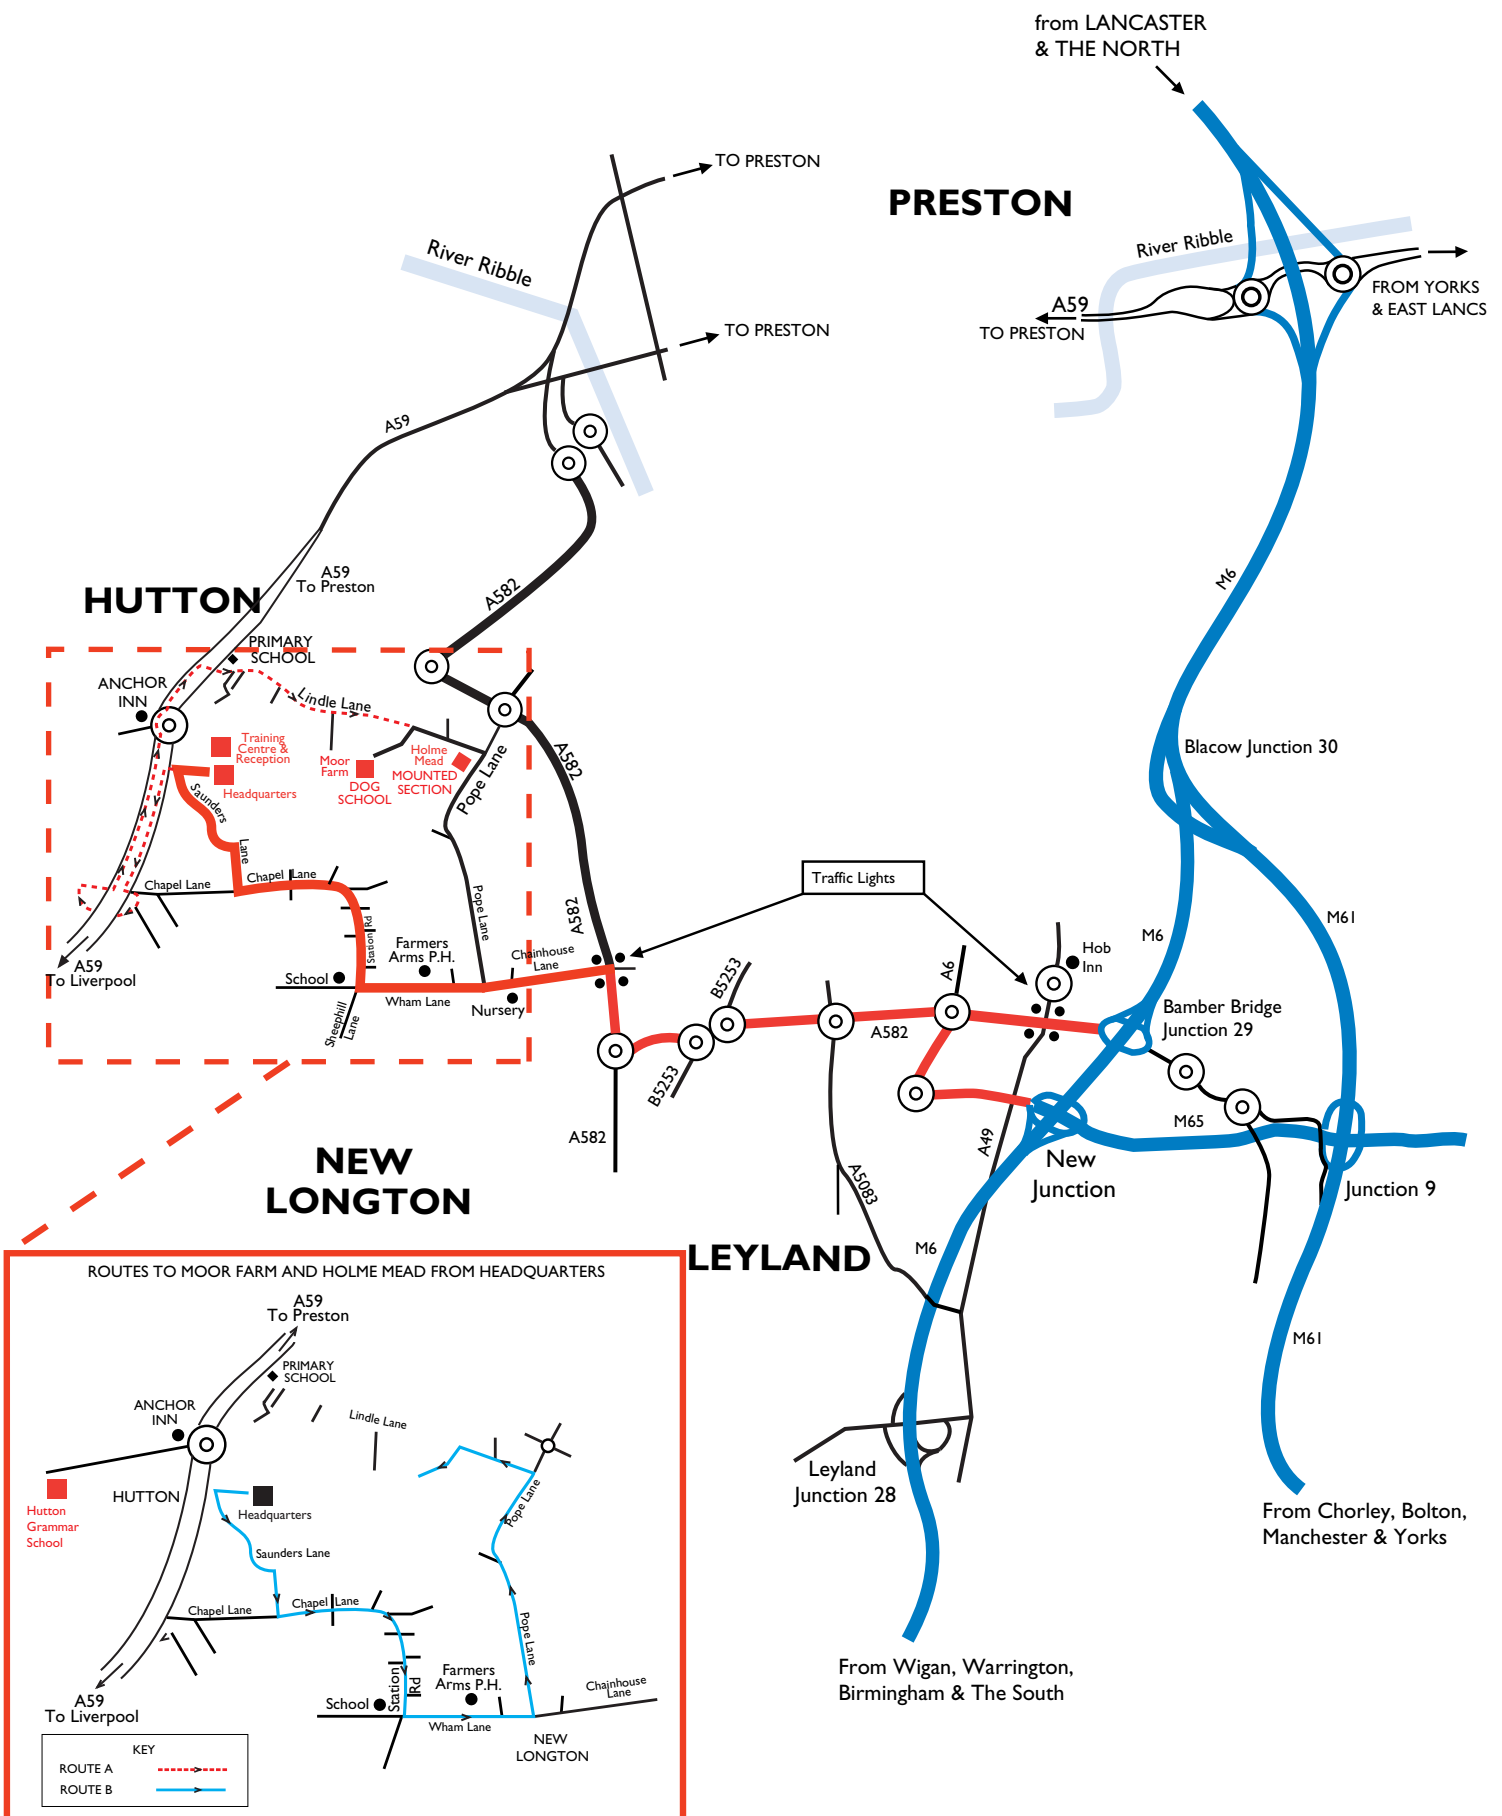 from LANCASTER
& THE NORTH
TO PRESTON
PRESTON
River Ribble
River Ribble
FROM YORKS
& EAST LANCS
A59
TO PRESTON
TO PRESTON
A59
M6
A59
To Preston
A582
HUTTON
PRIMARY
SCHOOL
ANCHOR
INN
Lindle Lane
Training
Centre &
Reception
Headquarters
Moor
Farm
DOG
SCHOOL
Holme
Mead
MOUNTED
SECTION
Pope Lane
A582
Blacow Junction 30
Saunders
Lane
Chapel Lane
Chapel Lane
Traffic Lights
Pope Lane
A582
M61
Station Rd
Farmers
Arms P.H.
Chainhouse
Lane
M6
Hob
Inn
A59
To Liverpool
School
Wham Lane
Nursery
B5253
A6
Sheephill
Lane
Bamber Bridge
Junction 29
A582
B5253
A582
A49
M65
New
Junction
Junction 9
NEW
LONGTON
A5083
LEYLAND
M6
M61
Leyland
Junction 28
From Chorley, Bolton,
Manchester & Yorks
From Wigan, Warrington,
Birmingham & The South
ROUTES TO MOOR FARM AND HOLME MEAD FROM HEADQUARTERS
A59
To Preston
PRIMARY
SCHOOL
ANCHOR
INN
Lindle Lane
HUTTON
Hutton
Grammar
School
Headquarters
Pope Lane
Saunders Lane
Chapel Lane
Chapel Lane
Pope Lane
Station
Rd
Farmers
Arms P.H.
School
Wham Lane
Chainhouse
Lane
A59
To Liverpool
NEW
LONGTON
KEY
ROUTE A
ROUTE B